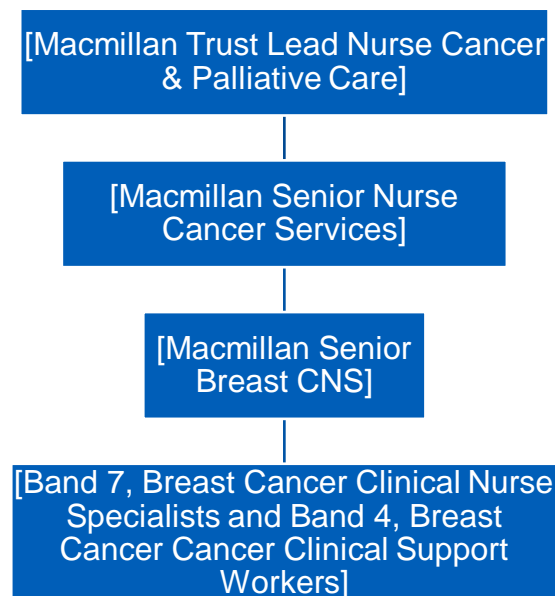 [Macmillan Trust Lead Nurse Cancer
& Palliative Care]
[Macmillan Senior Nurse
Cancer Services]
[Macmillan Senior
Breast CNS]
[Band 7, Breast Cancer Clinical Nurse
Specialists and Band 4, Breast
Cancer Cancer Clinical Support
Workers]